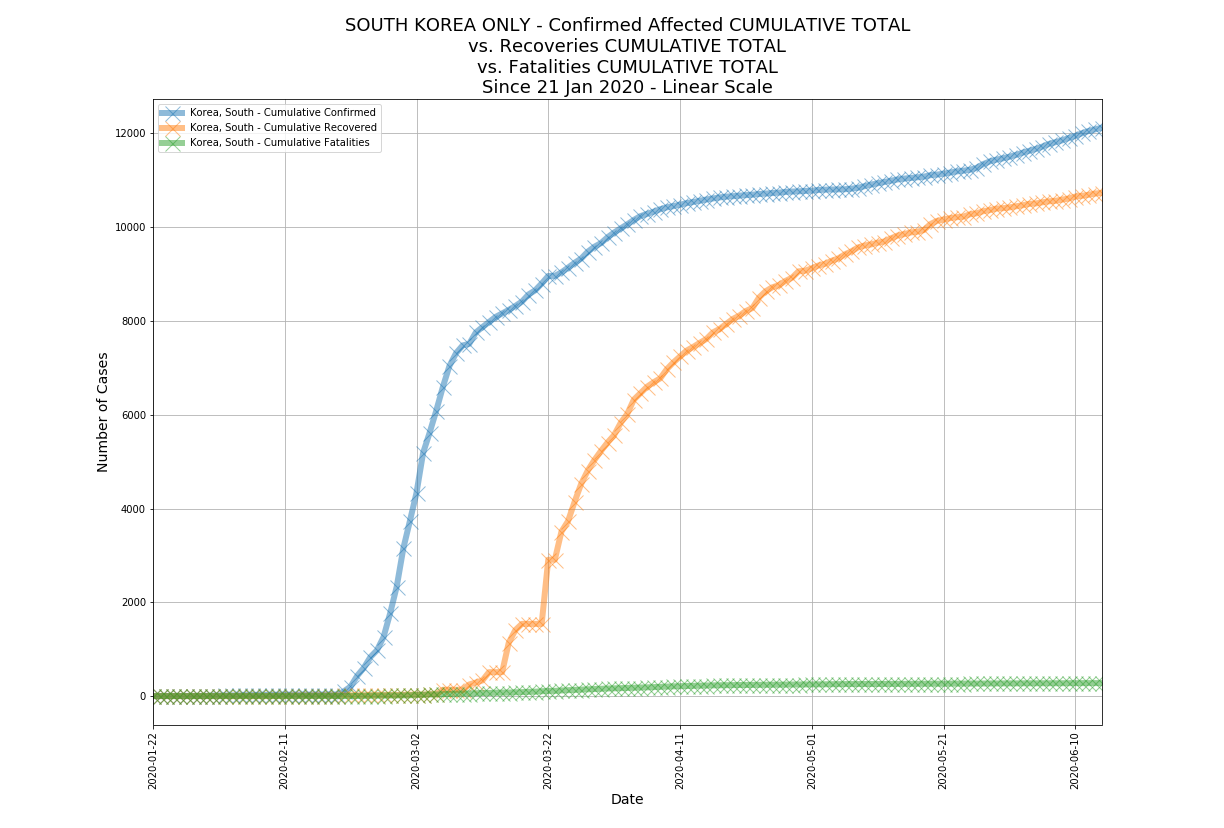 SOUTH KOREA ONLY - Confirmed Affected CUMULATIVE TOTAL
vs. Recoveries CUMULATIVE TOTAL
vs. Fatalities CUMULATIVE TOTAL
Since 21 Jan 2020 - Linear Scale
Korea, South - Cumulative Confirmed
Korea, South - Cumulative Recovered
Korea, South - Cumulative Fatalities
Number of Cases
12000
10000
8000
6000
4000
2000
0
2020-01-22
2020-02-11
2020-03-02
2020-03-22
2020-04-11
2020-05-01
2020-05-21
2020-06-10
Date